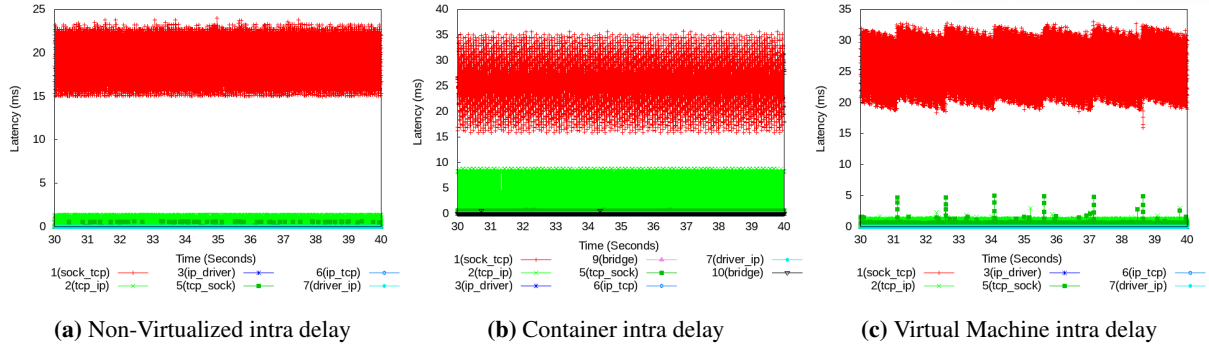 25
20
15
10
5
0
Latency (ms)
30 31 32 33 34 35 36 37 38 39 40
Time (Seconds)
1(sock_tcp) 3(ip_driver) 6(ip_tcp)
2(tcp_ip) 5(tcp_sock) 7(driver_ip)
(a) Non-Virtualized intra delay
40
35
30
25
20
15
10
5
0
Latency (ms)
30 31 32 33 34 35 36 37 38 39 40
Time (Seconds)
1(sock_tcp) 9(bridge) 7(driver_ip)
2(tcp_ip) 5(tcp_sock) 10(bridge)
3(ip_driver) 6(ip_tcp)
(b) Container intra delay
35
30
25
20
15
10
5
0
Latency (ms)
30 31 32 33 34 35 36 37 38 39 40
Time (Seconds)
1(sock_tcp) 3(ip_driver) 6(ip_tcp)
2(tcp_ip) 5(tcp_sock) 7(driver_ip)
(c) Virtual Machine intra delay